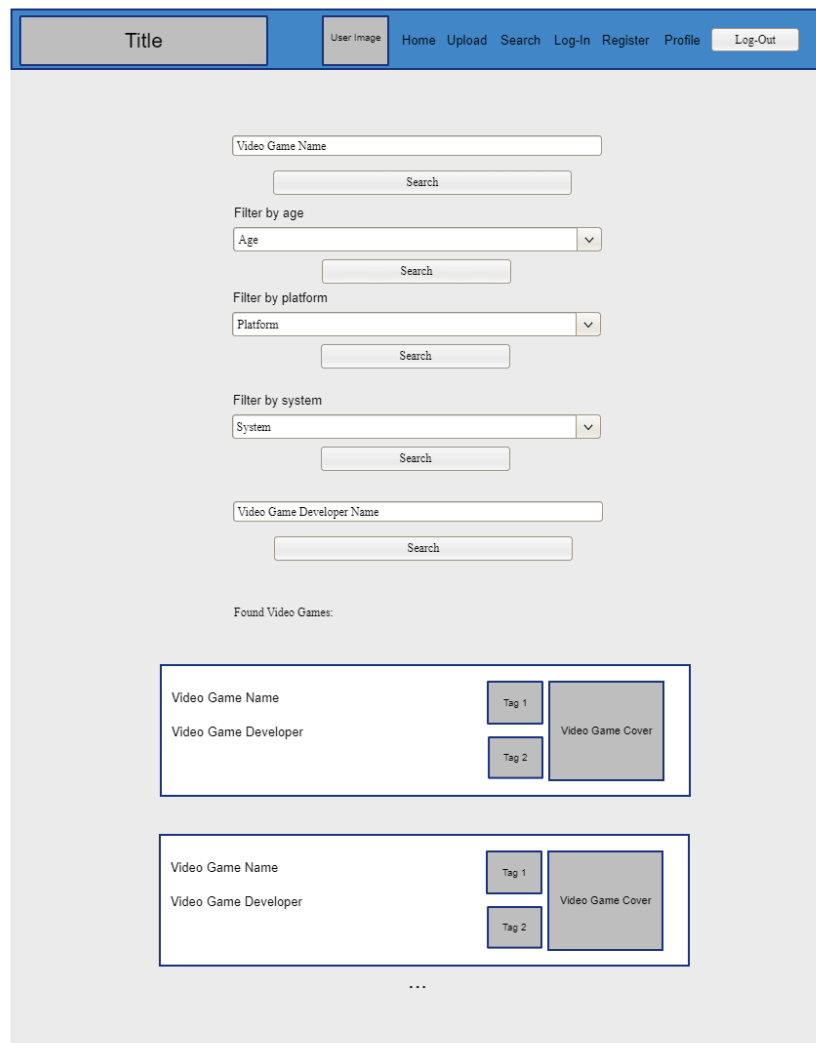 Title User Image Home Upload Search Log-In Register Profile Log-Out
Video Game Name
Search
Filter by age
Age
Search
Filter by platform
Platform
Search
Filter by system
System
Search
Video Game Developer Name
Search
Found Video Games:
Video Game Name
Video Game Developer
Tag 1
Tag 2
Video Game Cover
Video Game Name
Video Game Developer
Tag 1
Tag 2
Video Game Cover
...